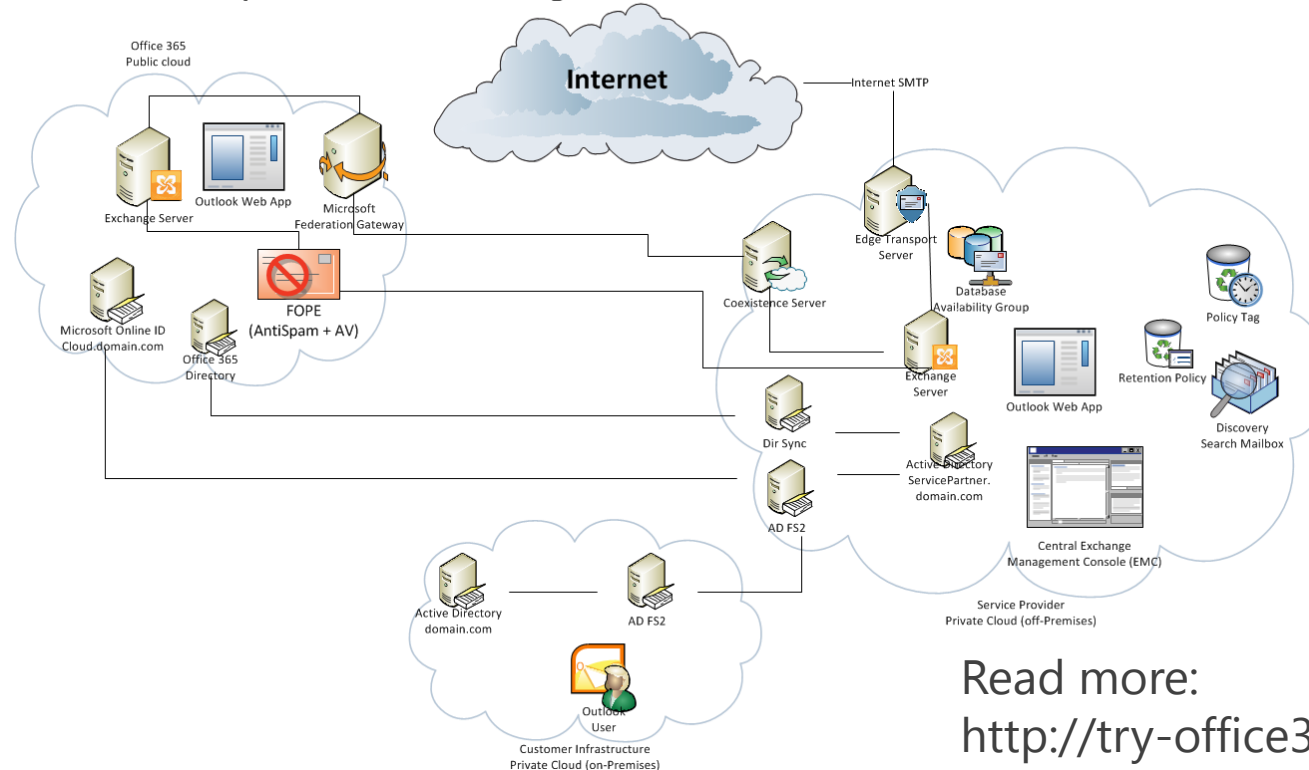 Office 365
Public cloud
Internet
Internet SMTP
Exchange Server
Outlook Web App
Microsoft
Federation Gateway
Edge Transport
Server
Database
Availability Group
Policy Tag
Coexistence Server
Microsoft Online ID
Cloud.domain.com
Office 365
Directory
FOPE
(AntiSpam + AV)
Exchange
Server
Outlook Web App
Retention Policy
Discovery
Search Mailbox
Dir Sync
Active Directory
ServicePartner.
domain.com
AD FS2
Central Exchange
Management Console (EMC)
Service Provider
Private Cloud (off-Premises)
Active Directory
domain.com
AD FS2
Outlook
User
Customer Infrastructure
Private Cloud (on-Premises)
Read more:
http://try-office3